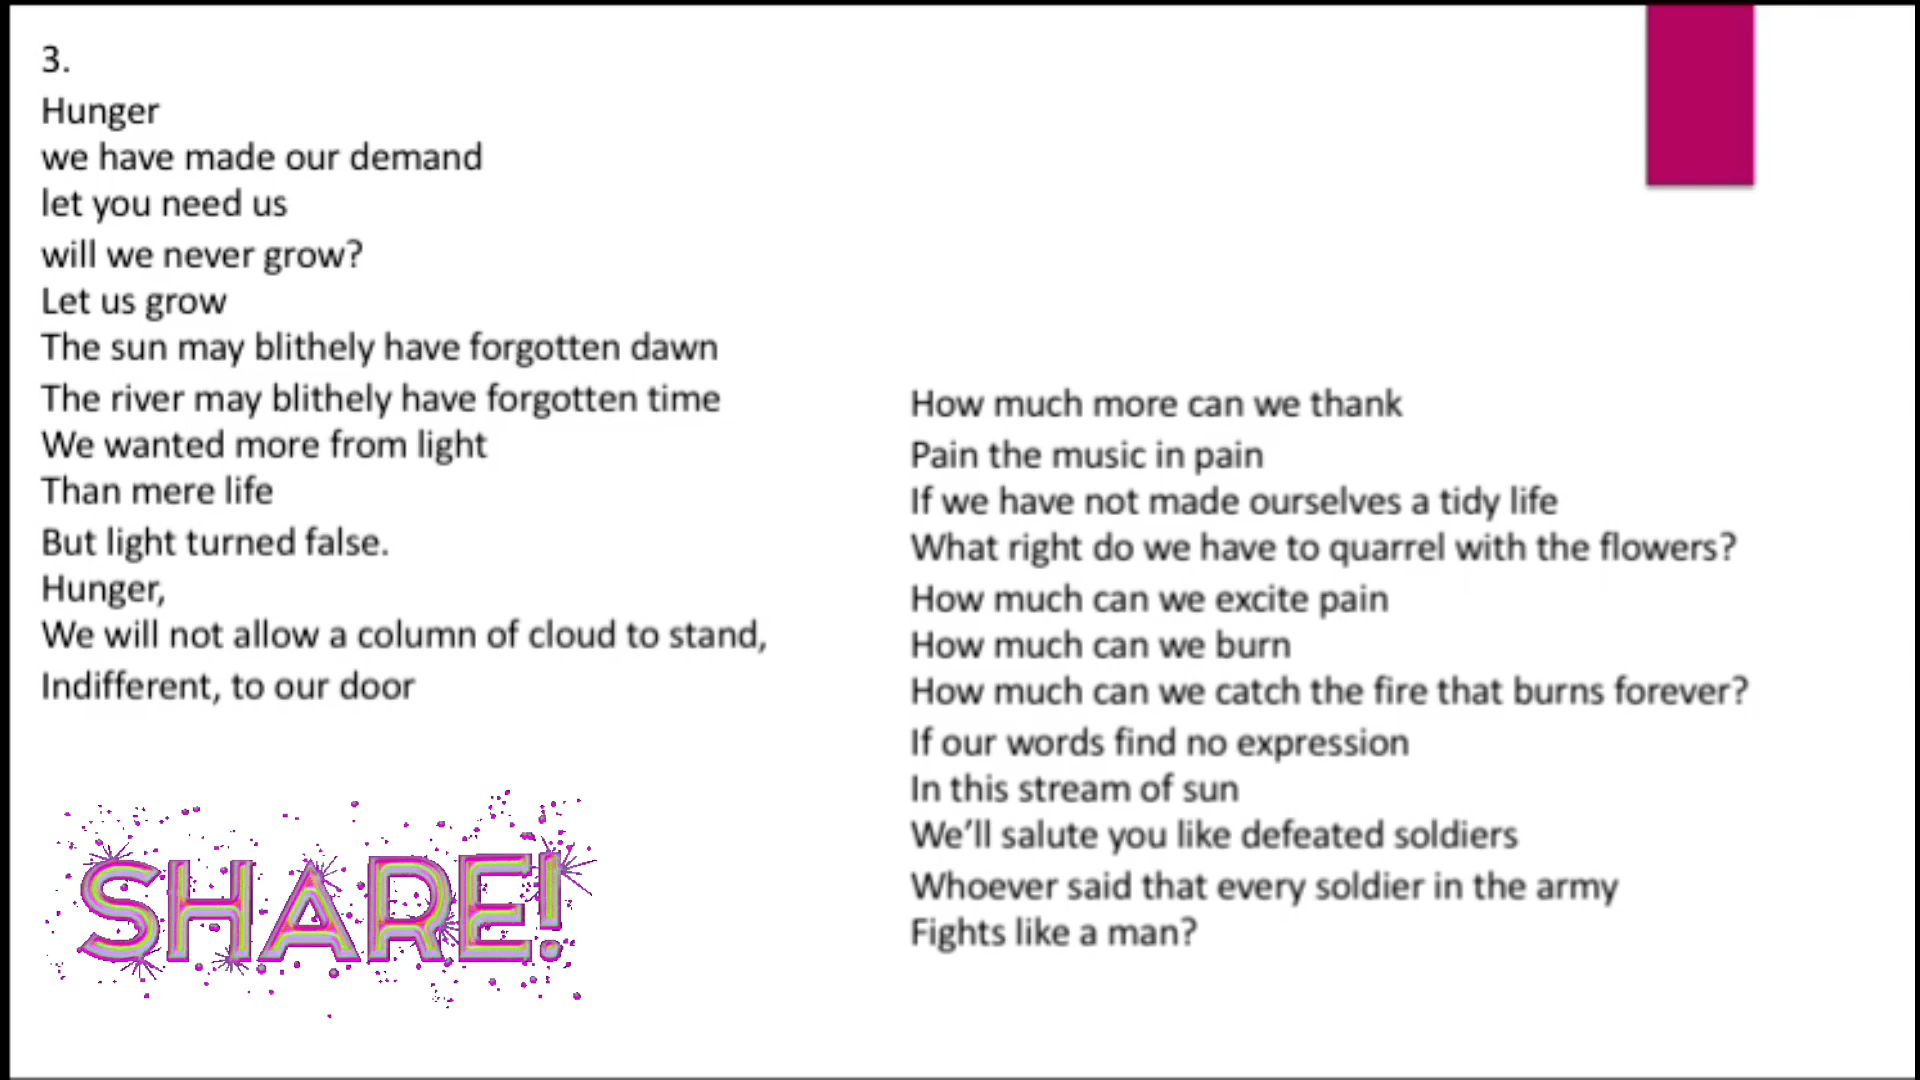 3.
Hunger
we have made our demand
let you need us
will we never grow?
Let us grow
The sun may blithely have forgotten dawn
The river may blithely have forgotten time
We wanted more from light
Than mere life
But light turned false.
Hunger,
We will not allow a column of cloud to stand,
Indifferent, to our door
SHARE!
How much more can we thank
Pain the music in pain
If we have not made ourselves a tidy life
What right do we have to quarrel with the flowers?
How much can we excite pain
How much can we burn
How much can we catch the fire that burns forever?
If our words find no expression
In this stream of sun
We’ll salute you like defeated soldiers
Whoever said that every soldier in the army
Fights like a man?